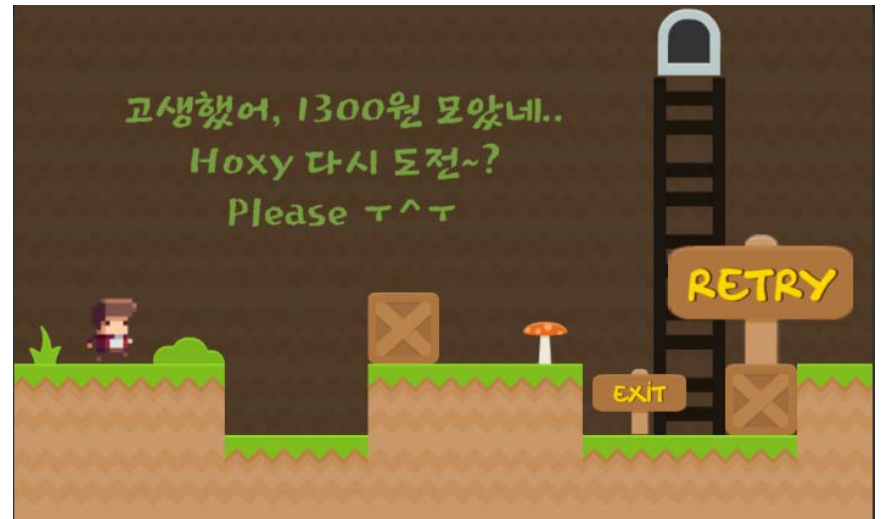 고생했어, 1300원 모았네..
Hoxy 다시 도전~?
Please ㅜ^ㅜ
RETRY
EXIT